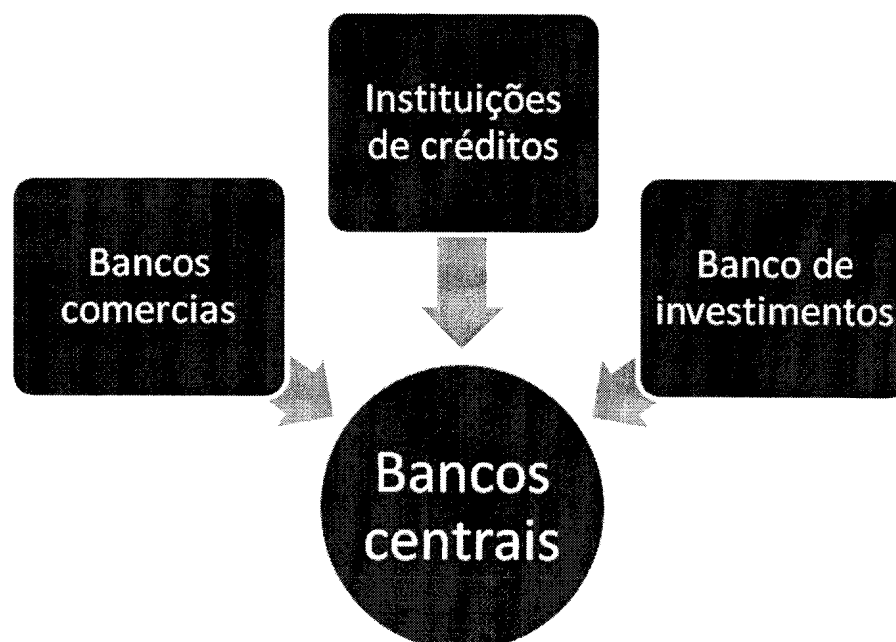 Instituições
de créditos
Bancos
comercias
Banco de
investimentos
Bancos
centrais